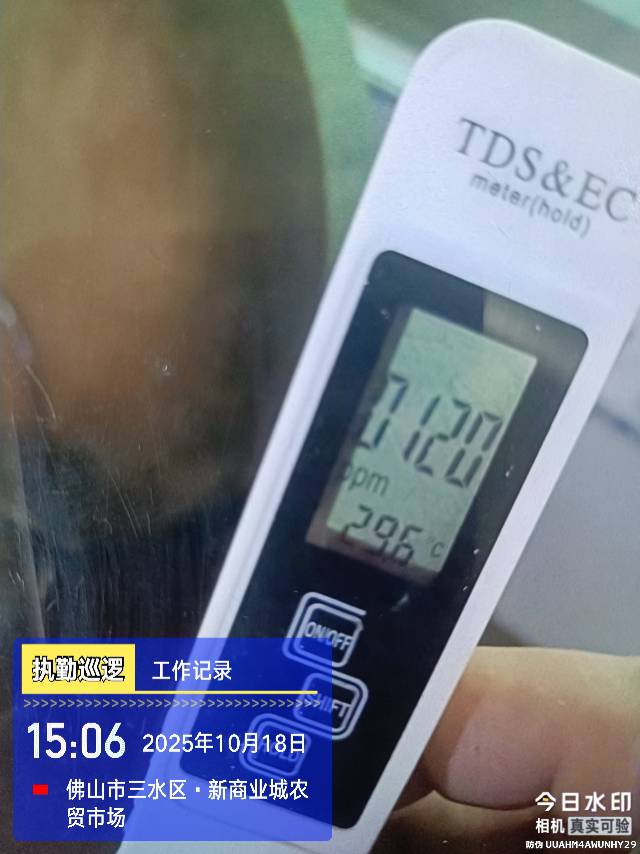 TDS&EC
meter(hold)
0120
ppm
29.6 °C
ON/OFF
SHIFT
执勤巡逻 工作记录
15:06 2025年10月18日
佛山市三水区·新商业城农
贸市场
今日水印
相机 真实可验
防伪 UUAHM4AWUNHY29